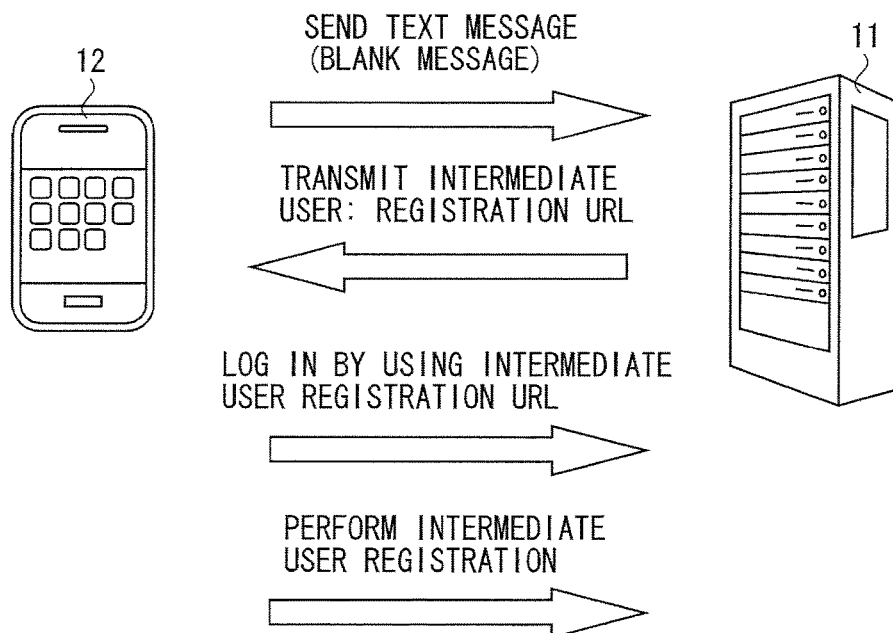 SEND TEXT MESSAGE
(BLANK MESSAGE)
12
11
TRANSMIT INTERMEDIATE
USER: REGISTRATION URL
LOG IN BY USING INTERMEDIATE
USER REGISTRATION URL
PERFORM INTERMEDIATE
USER REGISTRATION